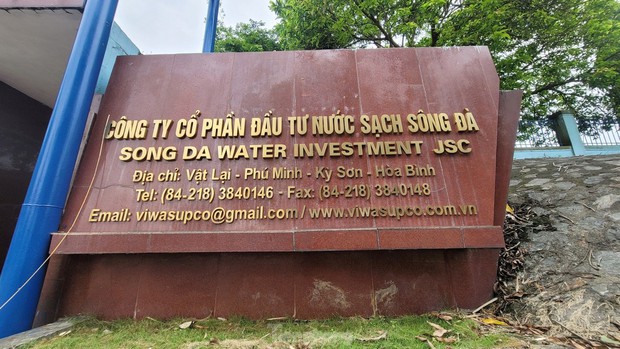 CÔNG TY CỔ PHẦN ĐẦU TƯ NƯỚC SẠCH SÔNG ĐÀ
SONG DA WATER INVESTMENT JSC
Địa chỉ: Vật Lại - Phú Minh - Kỳ Sơn - Hòa Bình
Tel: (84-218) 3840146 - Fax: (84-218) 3840148
Email: viwasupco@gmail.com / www.viwasupco.com.vn